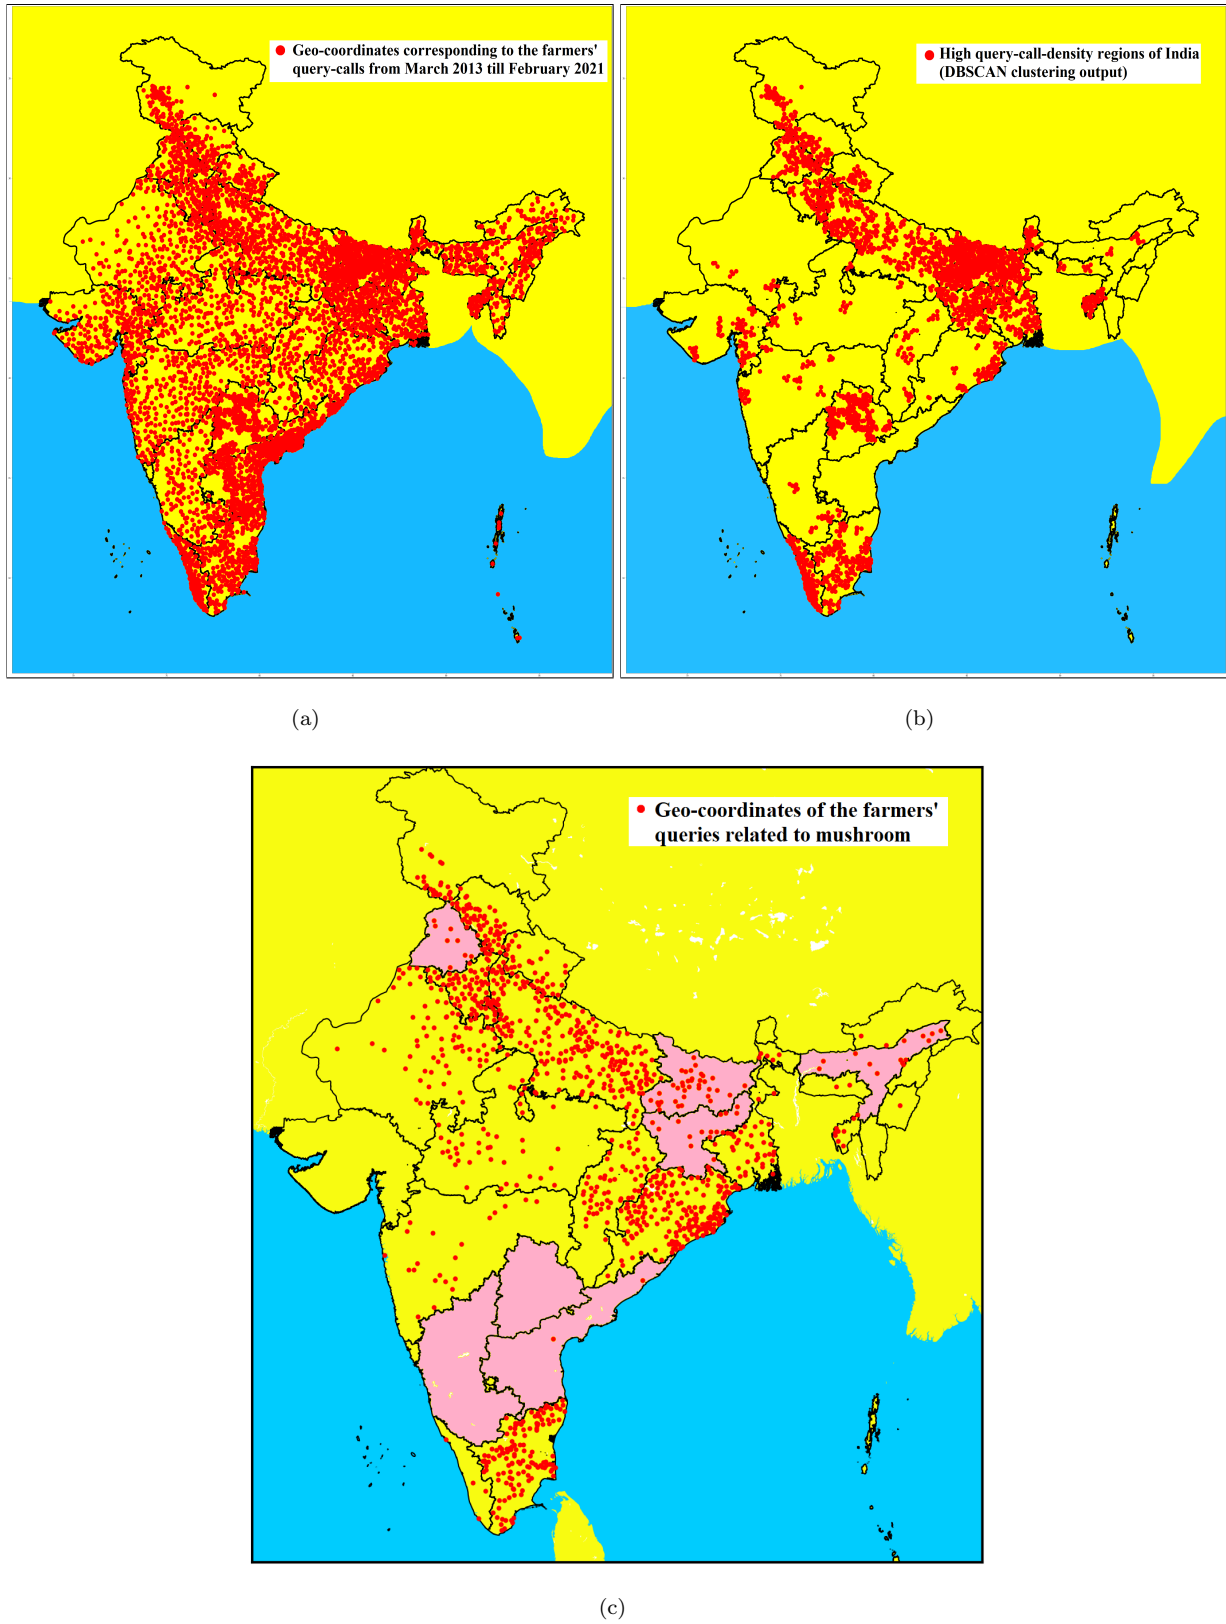 Geo-coordinates corresponding to the farmers'
query-calls from March 2013 till February 2021
High query-call-density regions of India
(DBSCAN clustering output)
(a)
(b)
Geo-coordinates of the farmers'
queries related to mushroom
(c)